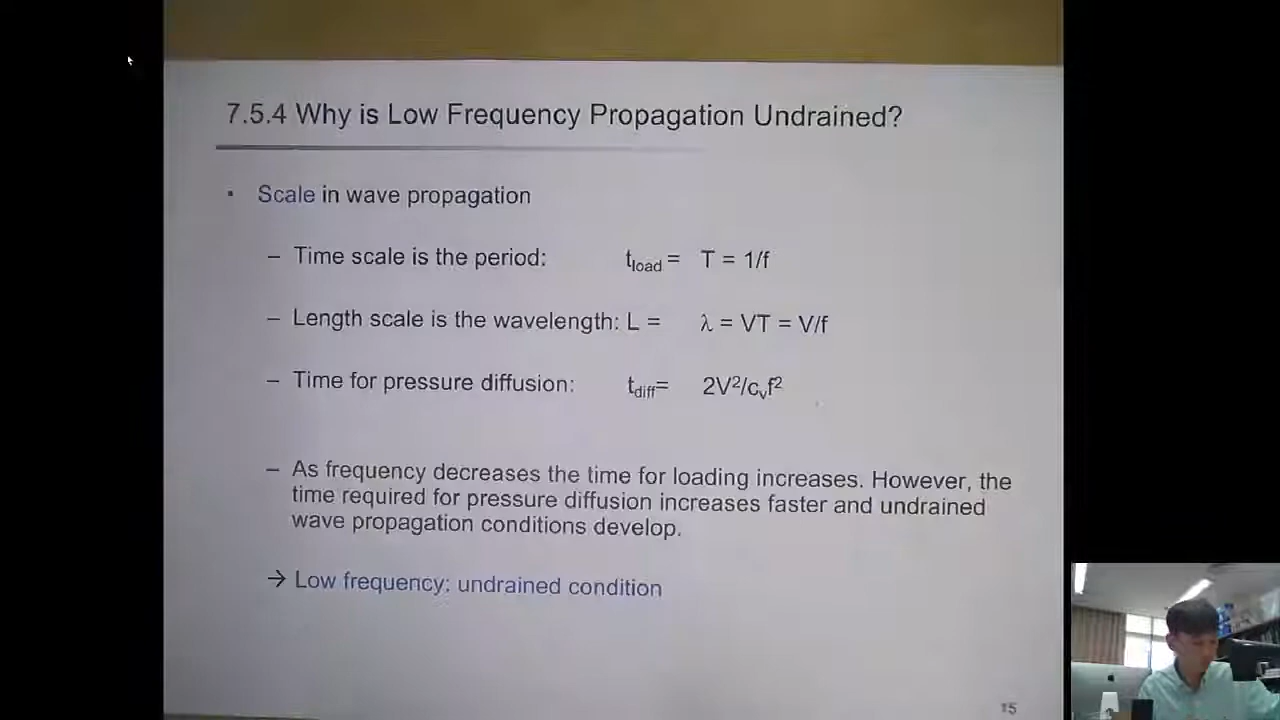 7.5.4 Why is Low Frequency Propagation Undrained?
• Scale in wave propagation
– Time scale is the period: tload = T = 1/f
– Length scale is the wavelength: L = λ = VT = V/f
– Time for pressure diffusion: tdiff= 2V²/cvf²
– As frequency decreases the time for loading increases. However, the
time required for pressure diffusion increases faster and undrained
wave propagation conditions develop.
→ Low frequency: undrained condition
15